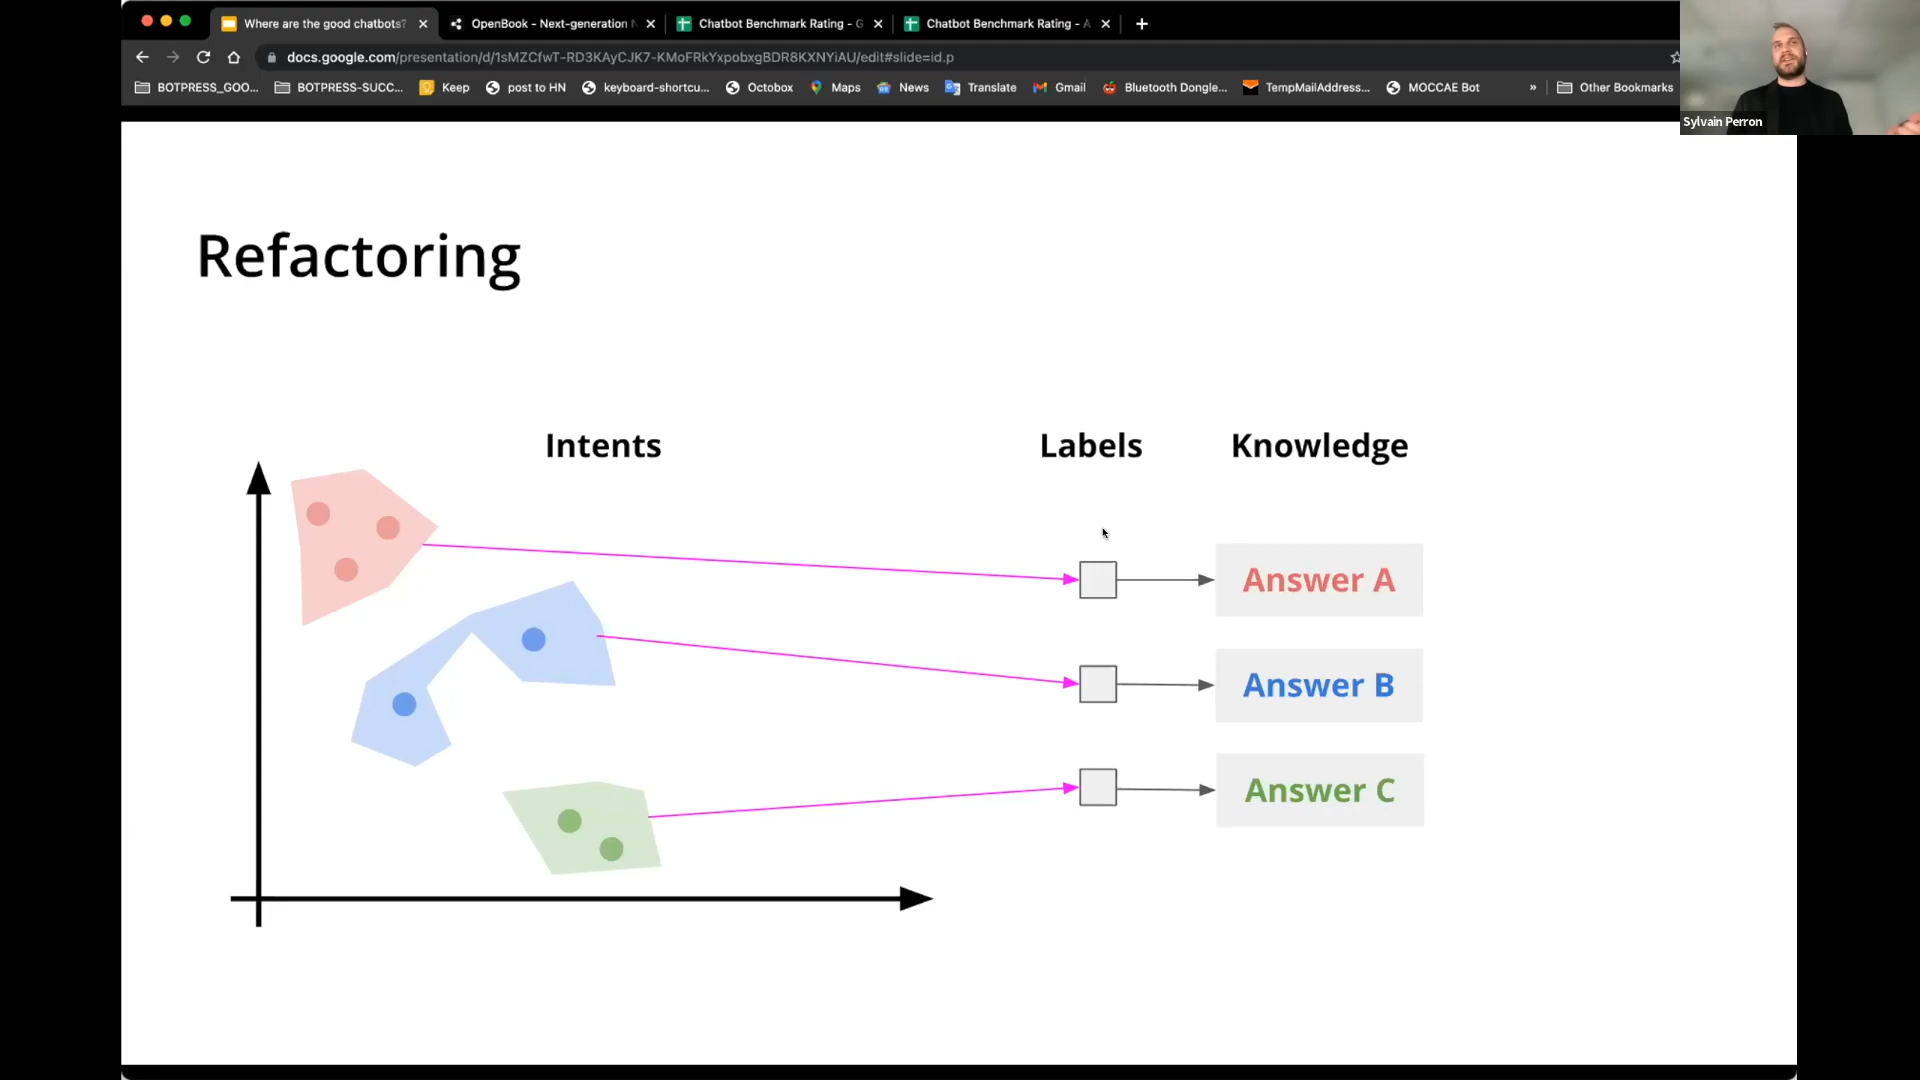 Where are the good chatbots?
OpenBook - Next-generation N
Chatbot Benchmark Rating - G
Chatbot Benchmark Rating - A
docs.google.com/presentation/d/1sMZCfwT-RD3KAyCJK7-KMoFRkYxpobxgBDR8KXNYiAU/edit#slide=id.p
BOTPRESS_GOO...
BOTPRESS-SUCC...
Keep
post to HN
keyboard-shortcu...
Octobox
Maps
News
Translate
Gmail
Bluetooth Dongle...
TempMailAddress...
MOCCAE Bot
»
Other Bookmarks
Sylvain Perron
Refactoring
Intents
Labels
Knowledge
Answer A
Answer B
Answer C